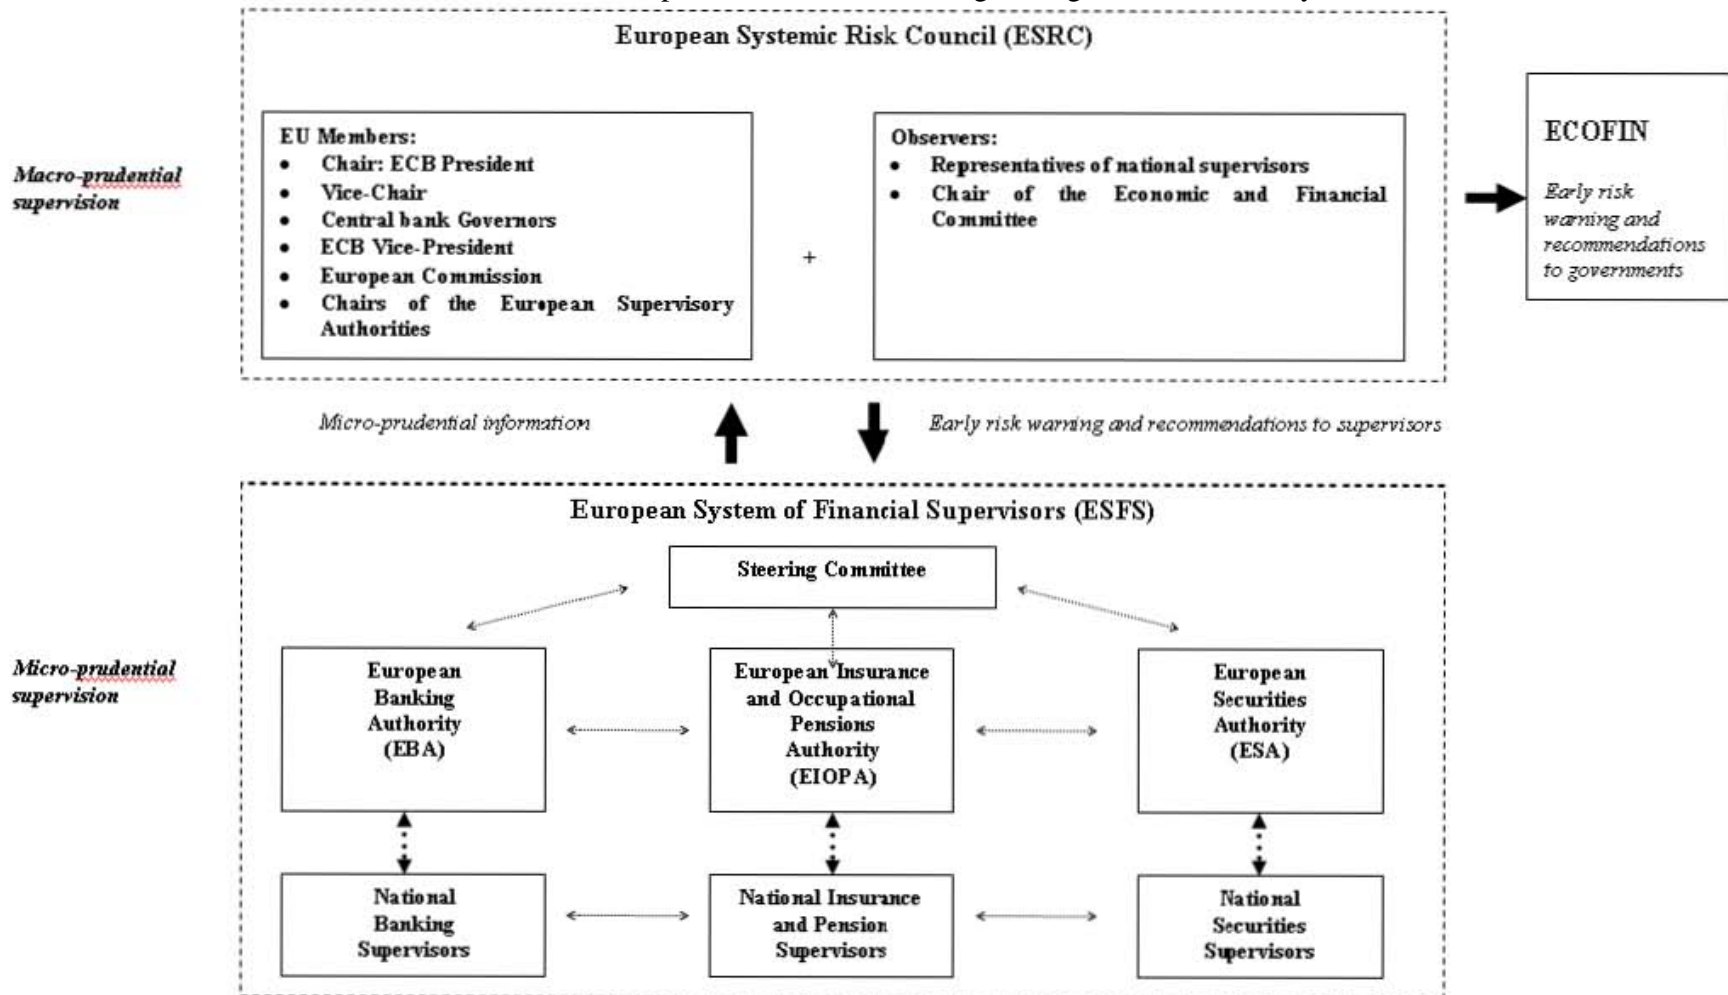 European Systemic Risk Council (ESRC)
Macro-prudential
supervision
EU Members:
• Chair: ECB President
• Vice-Chair
• Central bank Governors
• ECB Vice-President
• European Commission
• Chairs of the European Supervisory
Authorities
+
Observers:
• Representatives of national supervisors
• Chair of the Economic and Financial
Committee
ECOFIN
Early risk
warning and
recommendations
to governments
Micro-prudential information
Early risk warning and recommendations to supervisors
European System of Financial Supervisors (ESFS)
Steering Committee
Micro-prudential
supervision
European
Banking
Authority
(EBA)
European Insurance
and Occupational
Pensions
Authority
(EIOPA)
European
Securities
Authority
(ESA)
National
Banking
Supervisors
National Insurance
and Pension
Supervisors
National
Securities
Supervisors